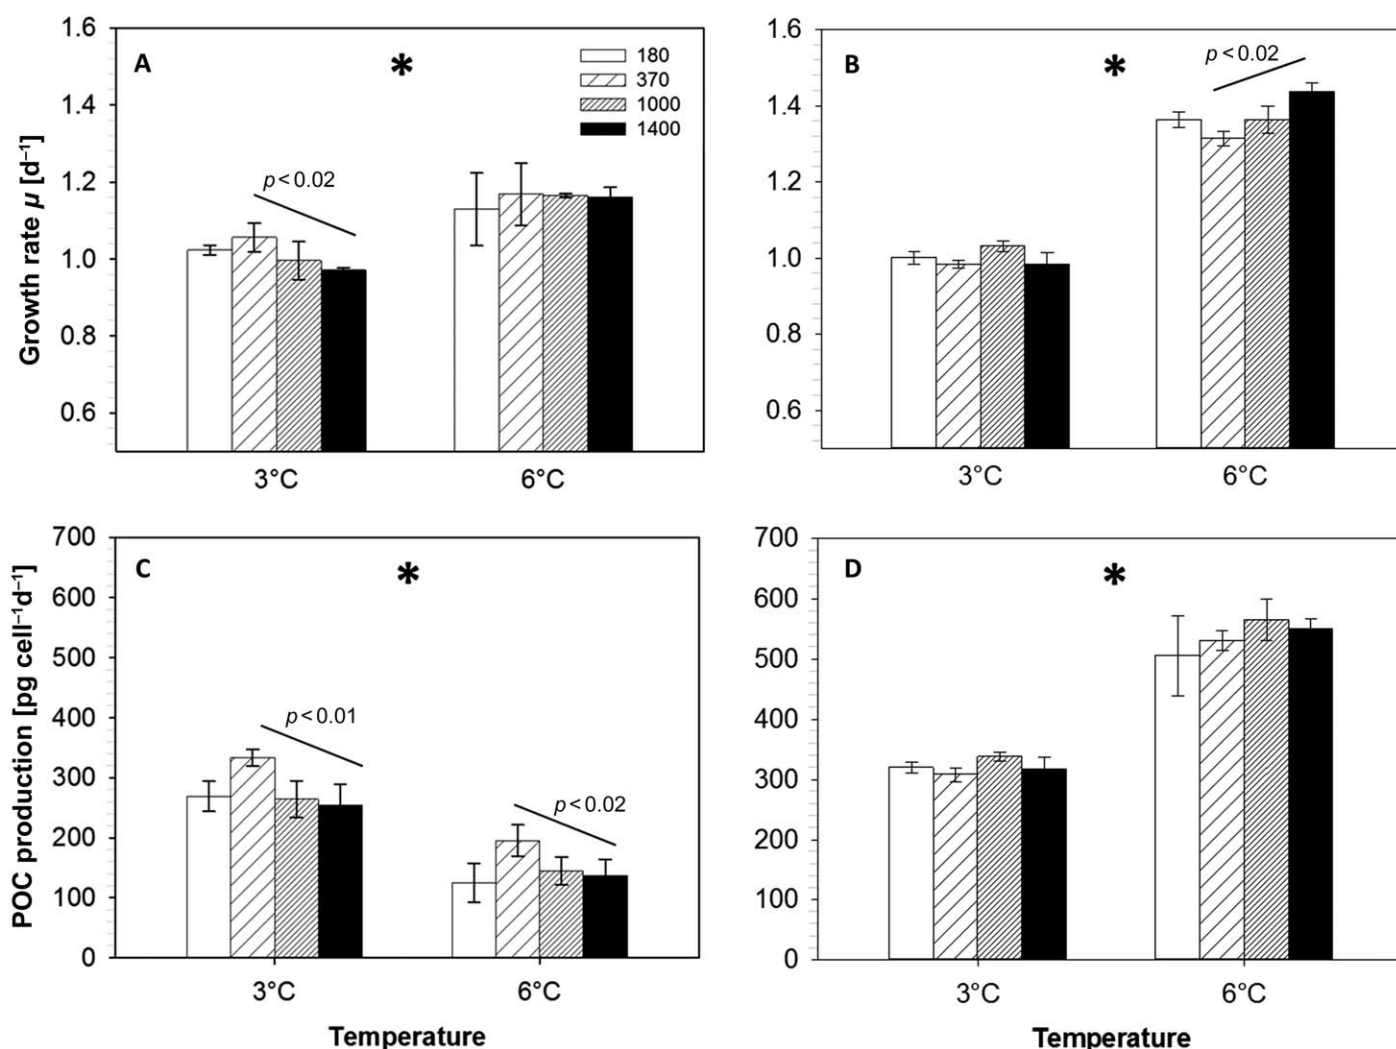 A
*
180
370
1000
1400
p < 0.02
Growth rate μ [d⁻¹]
1.6
1.4
1.2
1.0
0.8
0.6
3°C
6°C
B
*
p < 0.02
1.6
1.4
1.2
1.0
0.8
0.6
3°C
6°C
C
*
p < 0.01
p < 0.02
POC production [pg cell⁻¹d⁻¹]
700
600
500
400
300
200
100
0
3°C
6°C
Temperature
D
*
700
600
500
400
300
200
100
0
3°C
6°C
Temperature